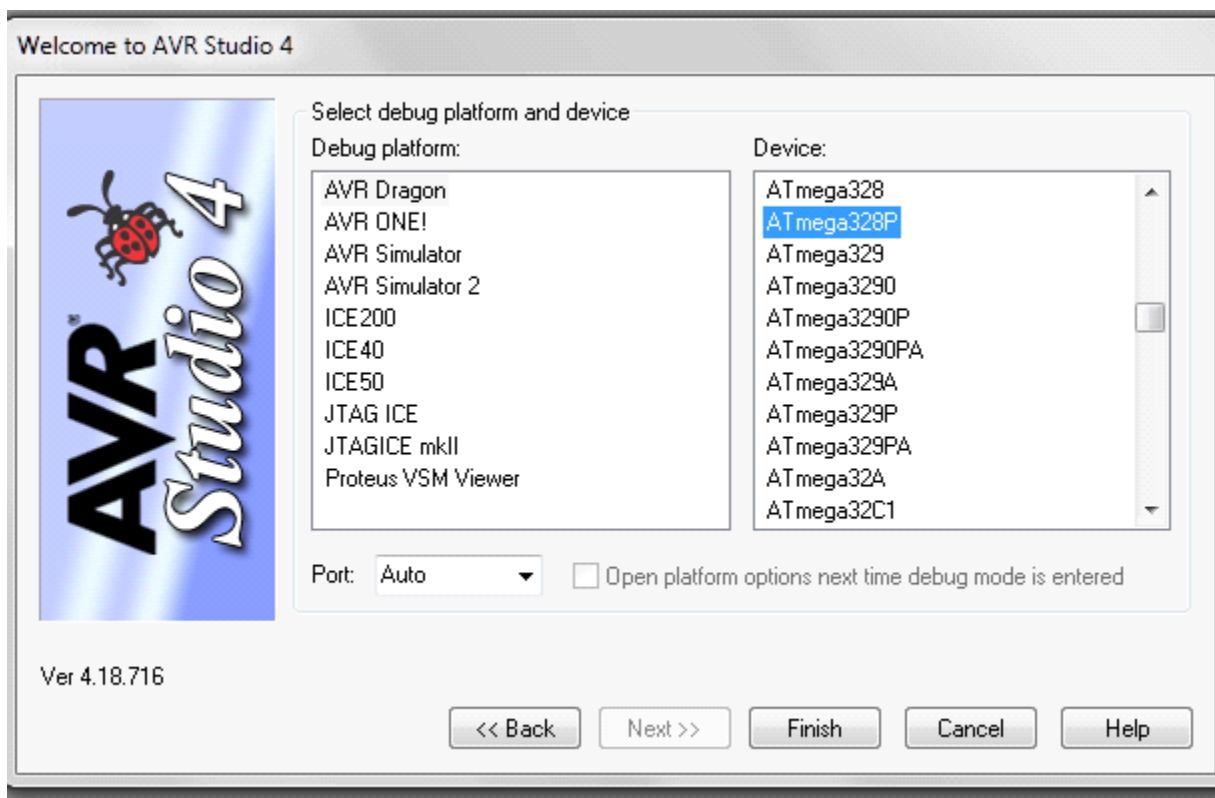 Welcome to AVR Studio 4
AVR Studio 4
Select debug platform and device
Debug platform:
AVR Dragon
AVR ONE!
AVR Simulator
AVR Simulator 2
ICE200
ICE40
ICE50
JTAG ICE
JTAGICE mkII
Proteus VSM Viewer
Device:
ATmega328
ATmega328P
ATmega329
ATmega3290
ATmega3290P
ATmega3290PA
ATmega329A
ATmega329P
ATmega329PA
ATmega32A
ATmega32C1
Port: Auto
Open platform options next time debug mode is entered
Ver 4.18.716
<< Back
Next >>
Finish
Cancel
Help